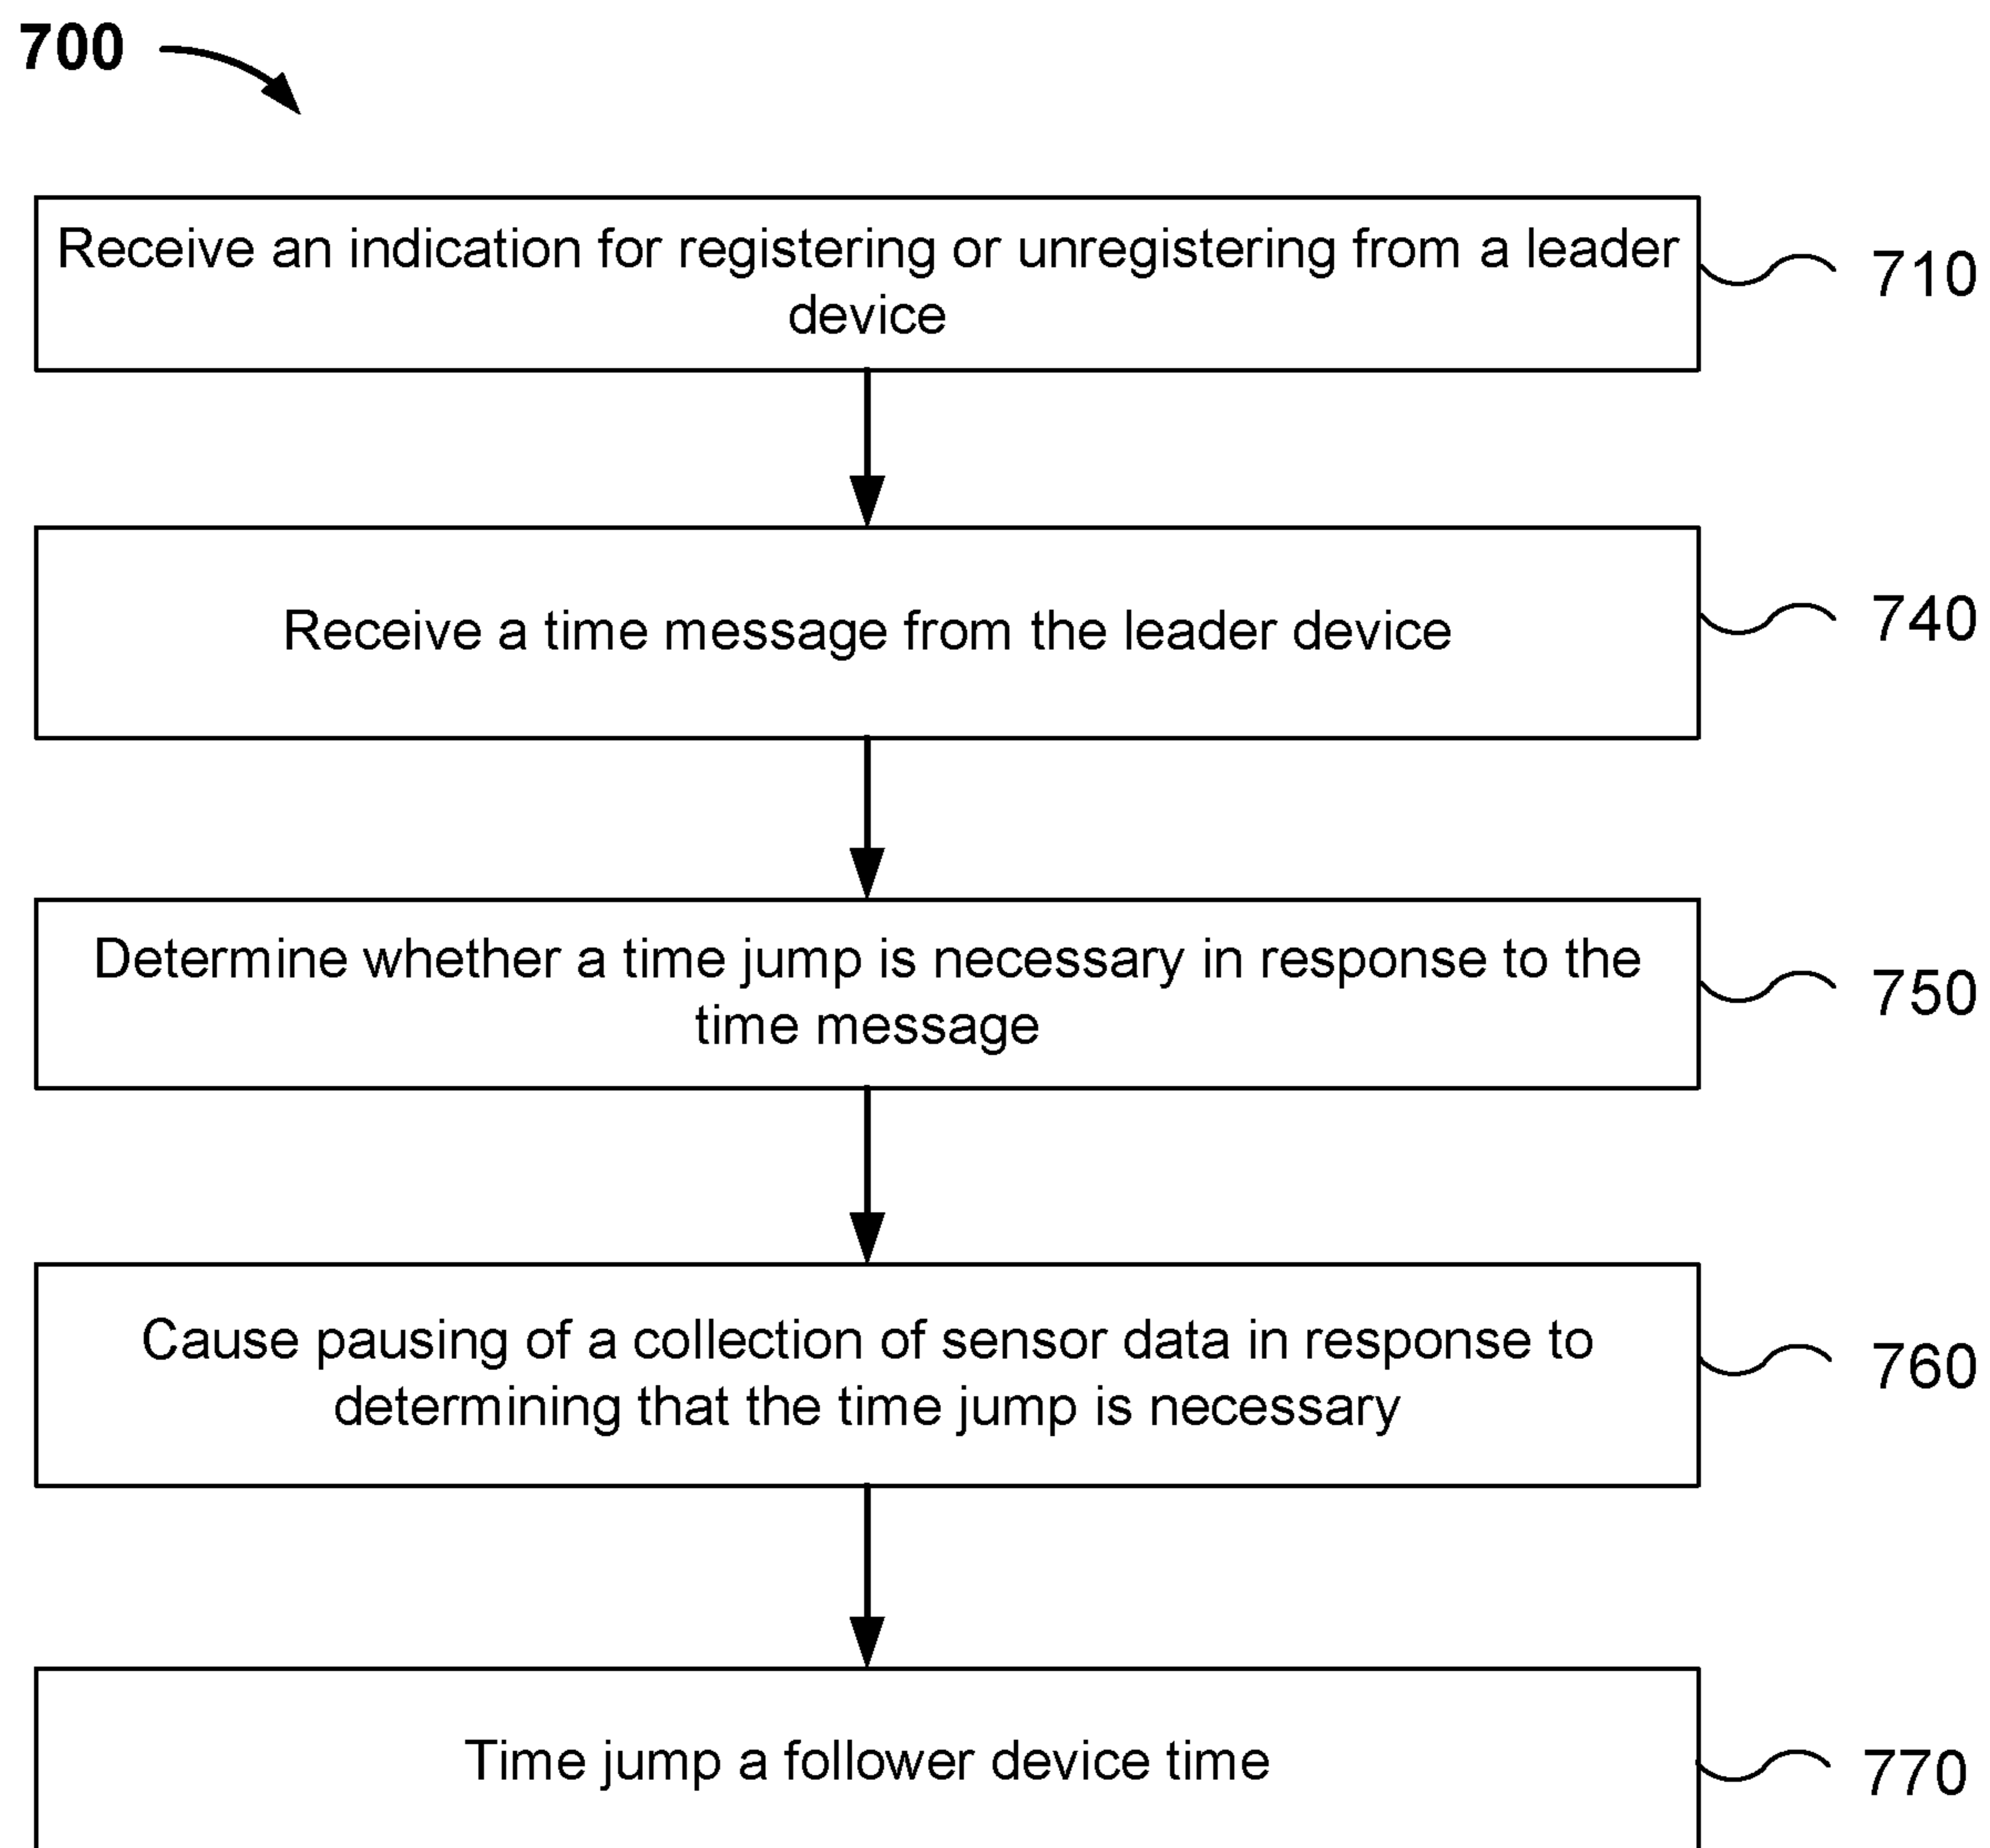 700
Receive an indication for registering or unregistering from a leader
device
710
Receive a time message from the leader device
740
Determine whether a time jump is necessary in response to the
time message
750
Cause pausing of a collection of sensor data in response to
determining that the time jump is necessary
760
Time jump a follower device time
770